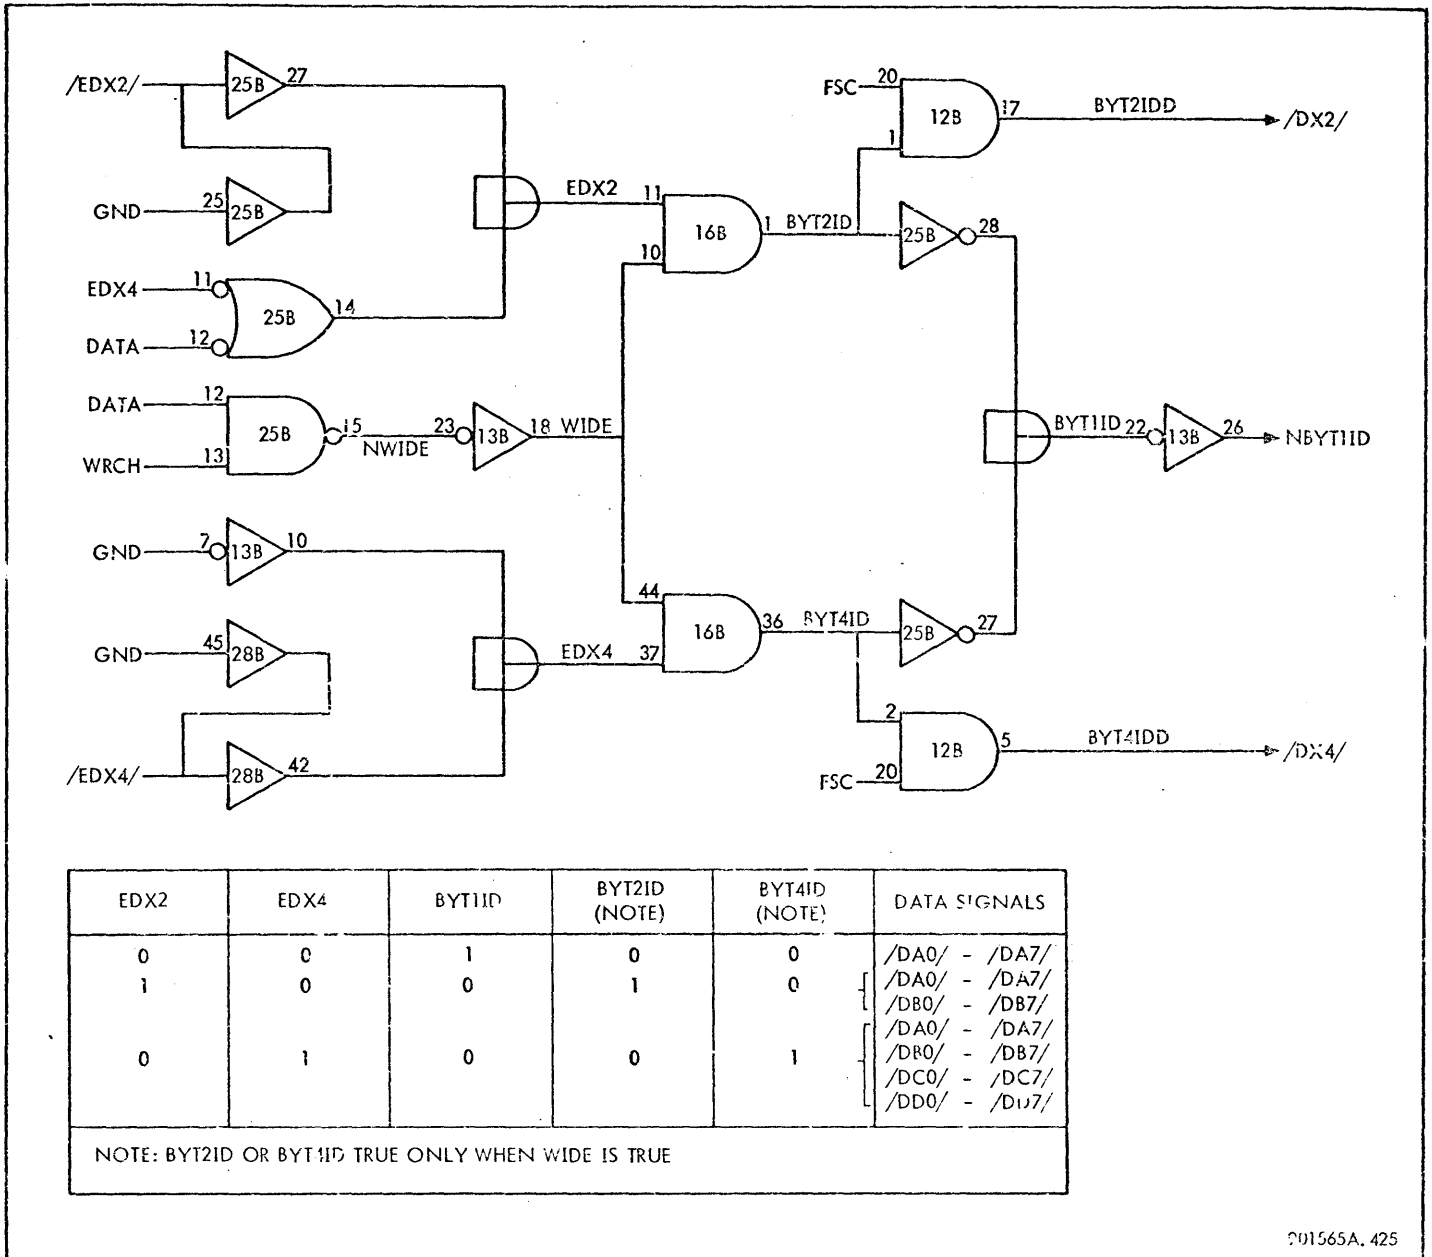 /EDX2/
25B
27
GND
25
25B
EDX4
11
DATA
12
25B
14
DATA
12
WRCH
13
25B
15
NWIDE
23
13B
18
WIDE
GND
7
13B
10
GND
45
28B
/EDX4/
28B
42
EDX2
11
10
16B
1
BYT2ID
EDX4
44
37
16B
36
BYT4ID
FSC
20
1
12B
17
BYT2IDD
/DX2/
25B
28
BYT1ID
22
13B
26
NBYT1ID
25B
27
2
FSC
20
12B
5
BYT4IDD
/DX4/
EDX2 EDX4 BYT1ID BYT2ID (NOTE) BYT4ID (NOTE) DATA SIGNALS
0 0 1 0 0 /DA0/ - /DA7/
1 0 0 1 0 /DA0/ - /DA7/
/DB0/ - /DB7/
/DA0/ - /DA7/
0 1 0 0 1 /DB0/ - /DB7/
/DC0/ - /DC7/
/DD0/ - /DD7/
NOTE: BYT2ID OR BYT4ID TRUE ONLY WHEN WIDE IS TRUE
901565A.425